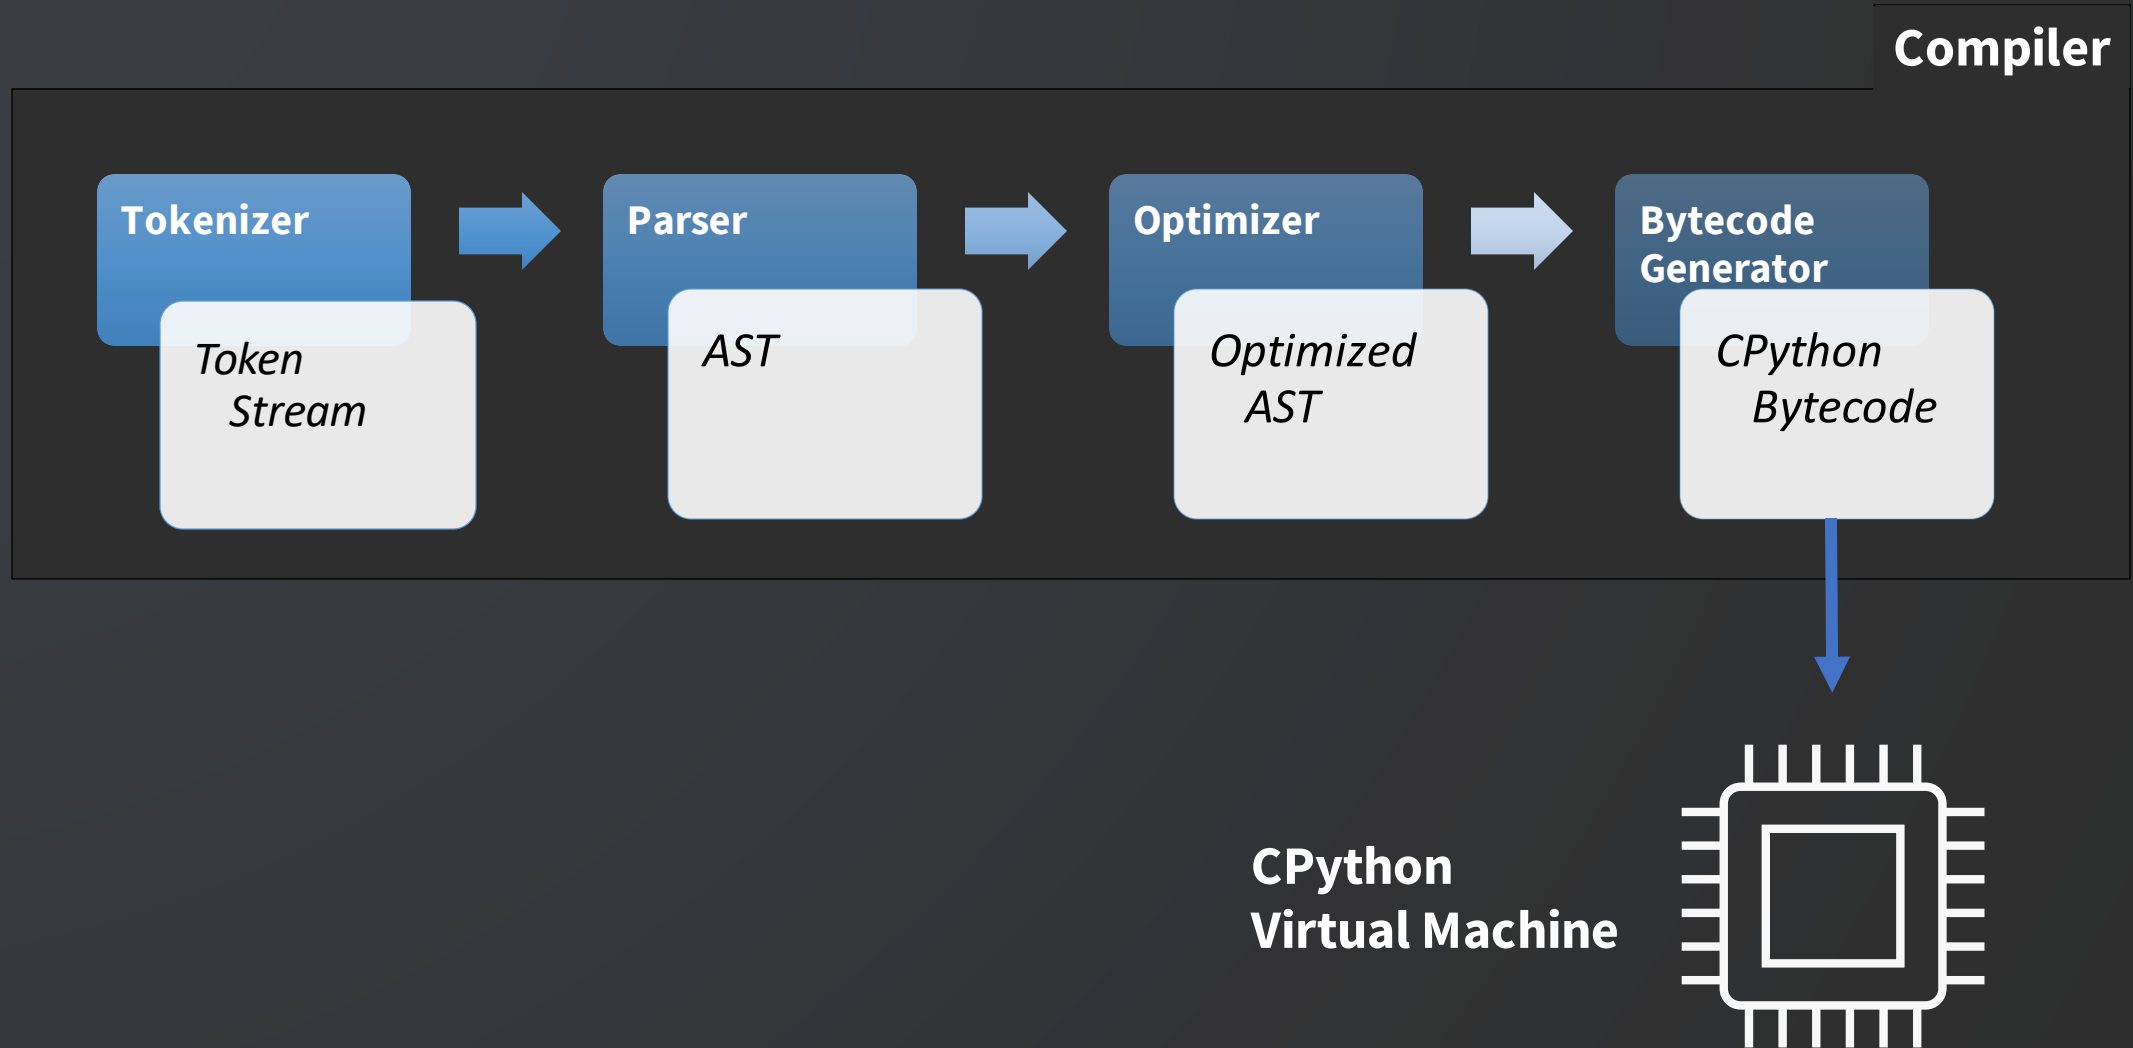 Compiler
Tokenizer
Token
Stream
Parser
AST
Optimizer
Optimized
AST
Bytecode
Generator
CPython
Bytecode
CPython
Virtual Machine